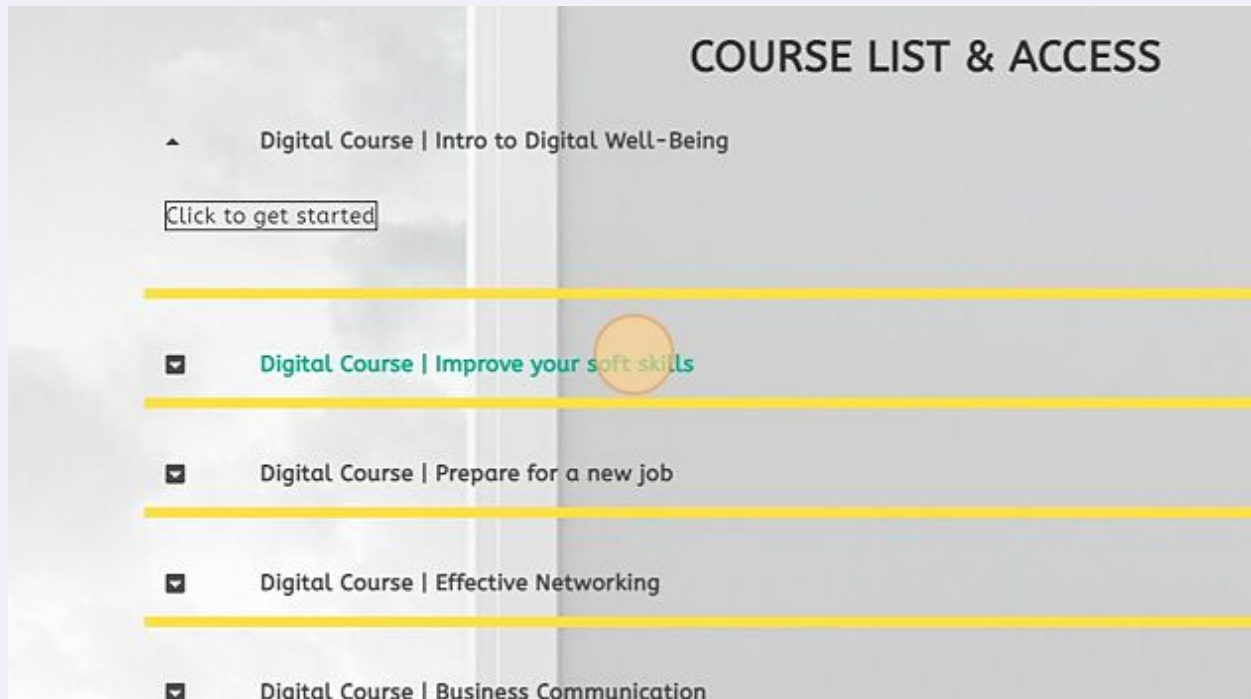 COURSE LIST & ACCESS
Digital Course | Intro to Digital Well-Being
Click to get started
Digital Course | Improve your soft skills
Digital Course | Prepare for a new job
Digital Course | Effective Networking
Digital Course | Business Communication